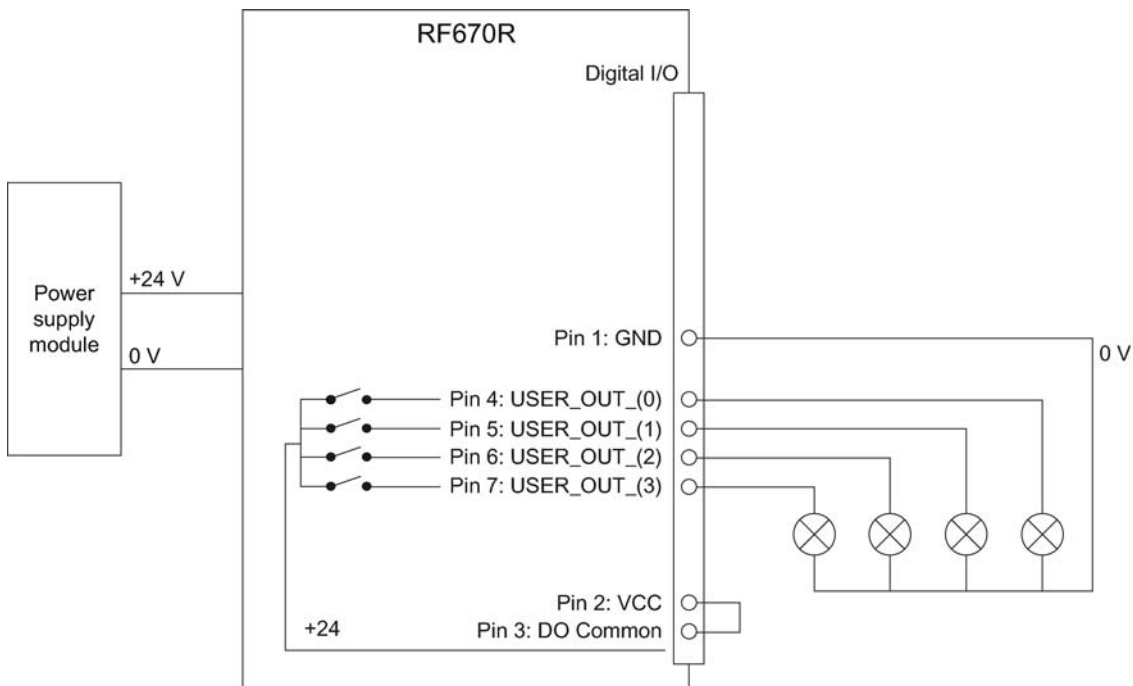 RF670R
Digital I/O
Power
supply
module
+24 V
0 V
Pin 1: GND
0 V
Pin 4: USER_OUT_(0)
Pin 5: USER_OUT_(1)
Pin 6: USER_OUT_(2)
Pin 7: USER_OUT_(3)
Pin 2: VCC
+24
Pin 3: DO Common